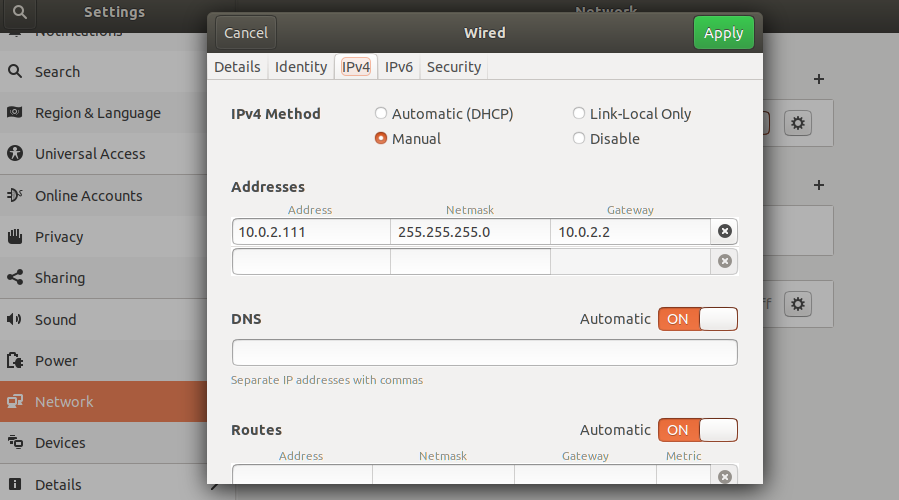 Settings
Network
Cancel
Wired
Apply
Notifications
Search
Region & Language
Universal Access
Online Accounts
Privacy
Sharing
Sound
Power
Network
Devices
Details
Details Identity IPv4 IPv6 Security
IPv4 Method
Automatic (DHCP)
Link-Local Only
Manual
Disable
Addresses
Address Netmask Gateway
10.0.2.111 255.255.255.0 10.0.2.2
DNS
Automatic ON
Separate IP addresses with commas
Routes
Automatic ON
Address Netmask Gateway Metric